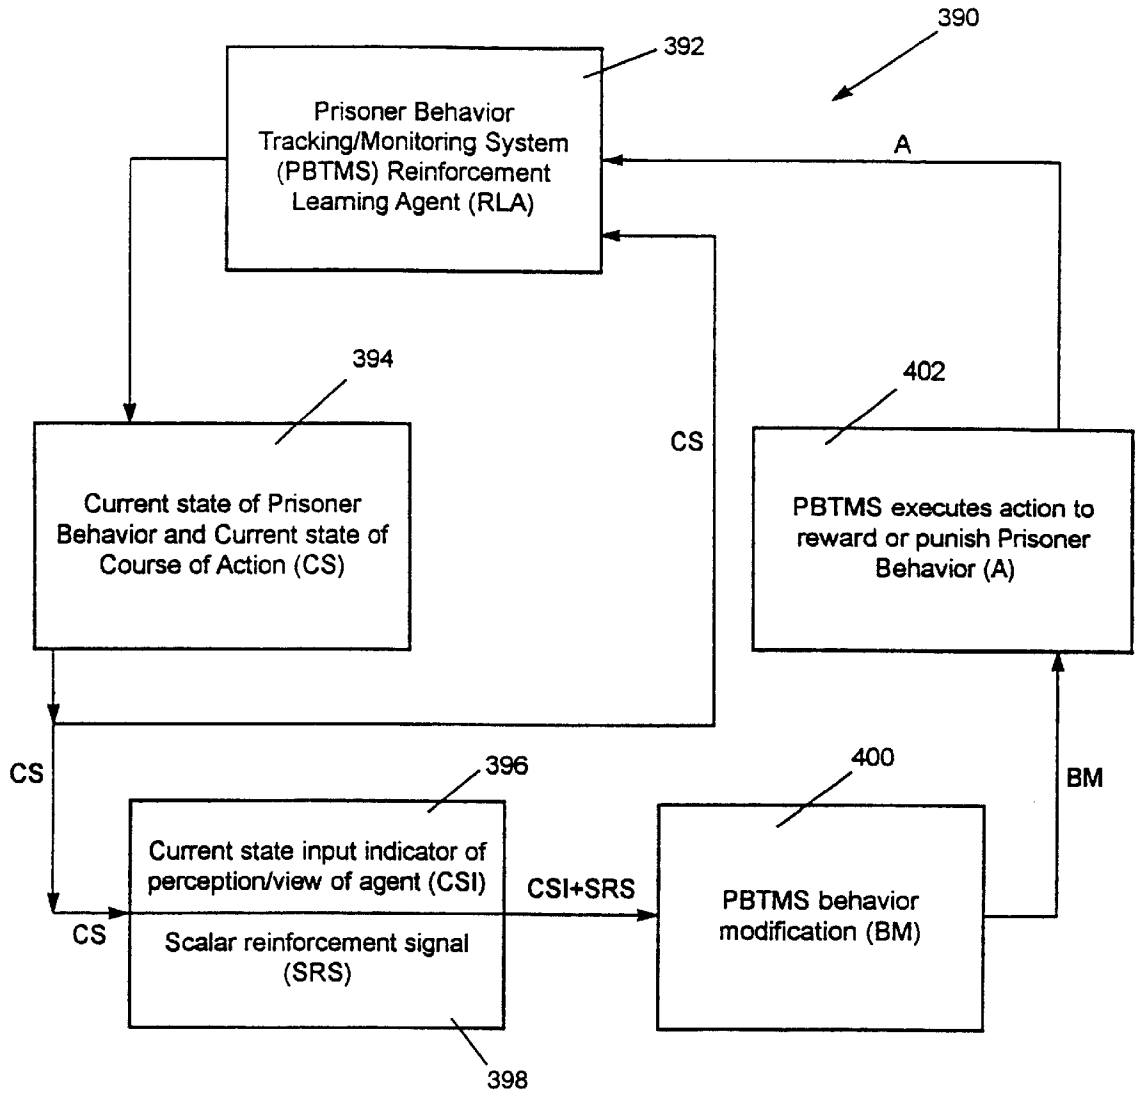 390
392
Prisoner Behavior
Tracking/Monitoring System
(PBTMS) Reinforcement
Learning Agent (RLA)
A
394
Current state of Prisoner
Behavior and Current state of
Course of Action (CS)
CS
402
PBTMS executes action to
reward or punish Prisoner
Behavior (A)
CS
CS
396
Current state input indicator of
perception/view of agent (CSI)
Scalar reinforcement signal
(SRS)
398
CSI+SRS
400
PBTMS behavior
modification (BM)
BM